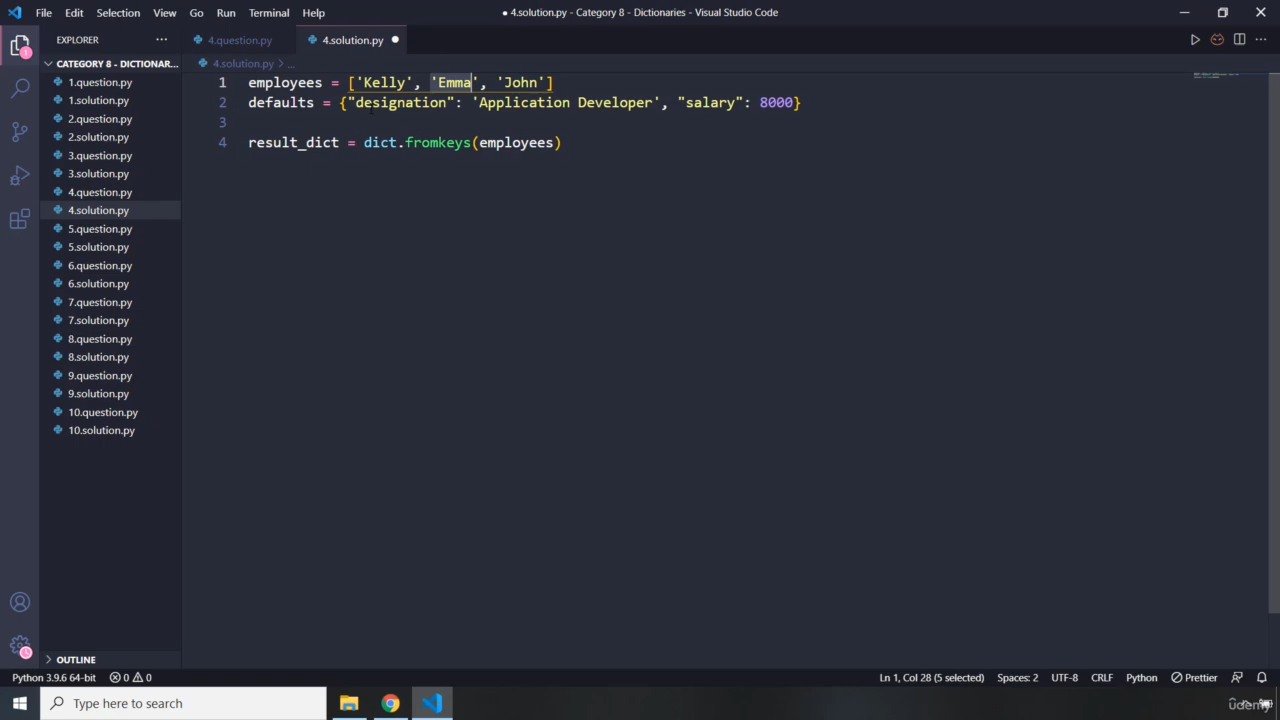 File Edit Selection View Go Run Terminal Help
● 4.solution.py - Category 8 - Dictionaries - Visual Studio Code
EXPLORER ...
4.question.py
4.solution.py ●
CATEGORY 8 - DICTIONAR...
4.solution.py > ...
1.question.py
1.solution.py
2.question.py
2.solution.py
3.question.py
3.solution.py
4.question.py
4.solution.py
5.question.py
5.solution.py
6.question.py
6.solution.py
7.question.py
7.solution.py
8.question.py
8.solution.py
9.question.py
9.solution.py
10.question.py
10.solution.py
1 employees = ['Kelly', 'Emma', 'John']
2 defaults = {"designation": 'Application Developer', "salary": 8000}
3
4 result_dict = dict.fromkeys(employees)
1
OUTLINE
Python 3.9.6 64-bit 0 0
Ln 1, Col 28 (5 selected) Spaces: 2 UTF-8 CRLF Python Prettier
Type here to search
udemy